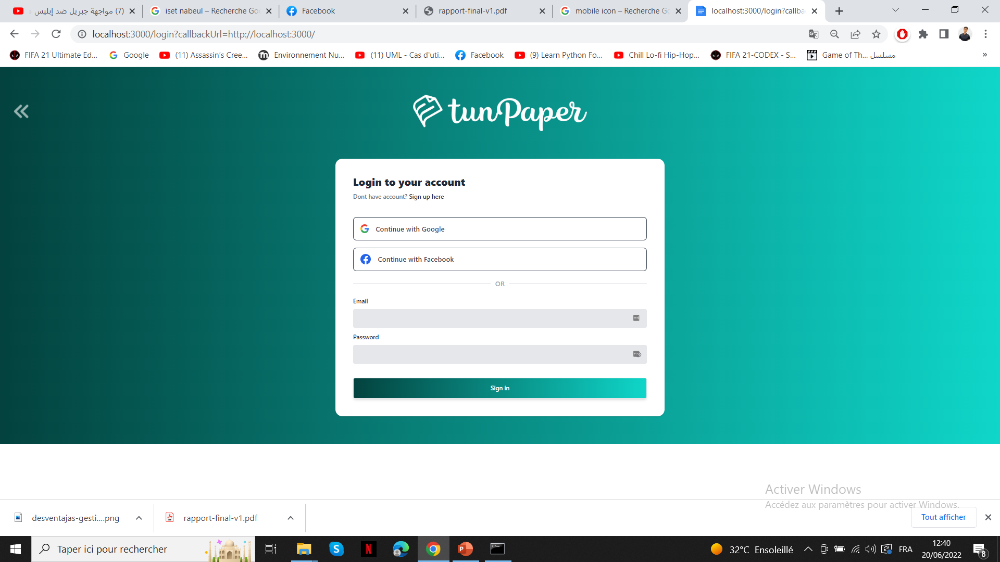 (7) مواجهة جبريل ضد إبليس
iset nabeul – Recherche Go
Facebook
rapport-final-v1.pdf
mobile icon – Recherche Go
localhost:3000/login?callba
localhost:3000/login?callbackUrl=http://localhost:3000/
FIFA 21 Ultimate Ed...
Google
(11) Assassin's Cree...
Environnement Nu...
(11) UML - Cas d'uti...
Facebook
(9) Learn Python Fo...
Chill Lo-fi Hip-Hop...
FIFA 21-CODEX - S...
Game of Th... مسلسل
»
tunPaper
Login to your account
Dont have account? Sign up here
Continue with Google
Continue with Facebook
OR
Email
Password
Sign in
Activer Windows
Accédez aux paramètres pour activer Windows.
desventajas-gesti....png
rapport-final-v1.pdf
Tout afficher
Taper ici pour rechercher
32°C Ensoleillé
FRA
12:40
20/06/2022
8